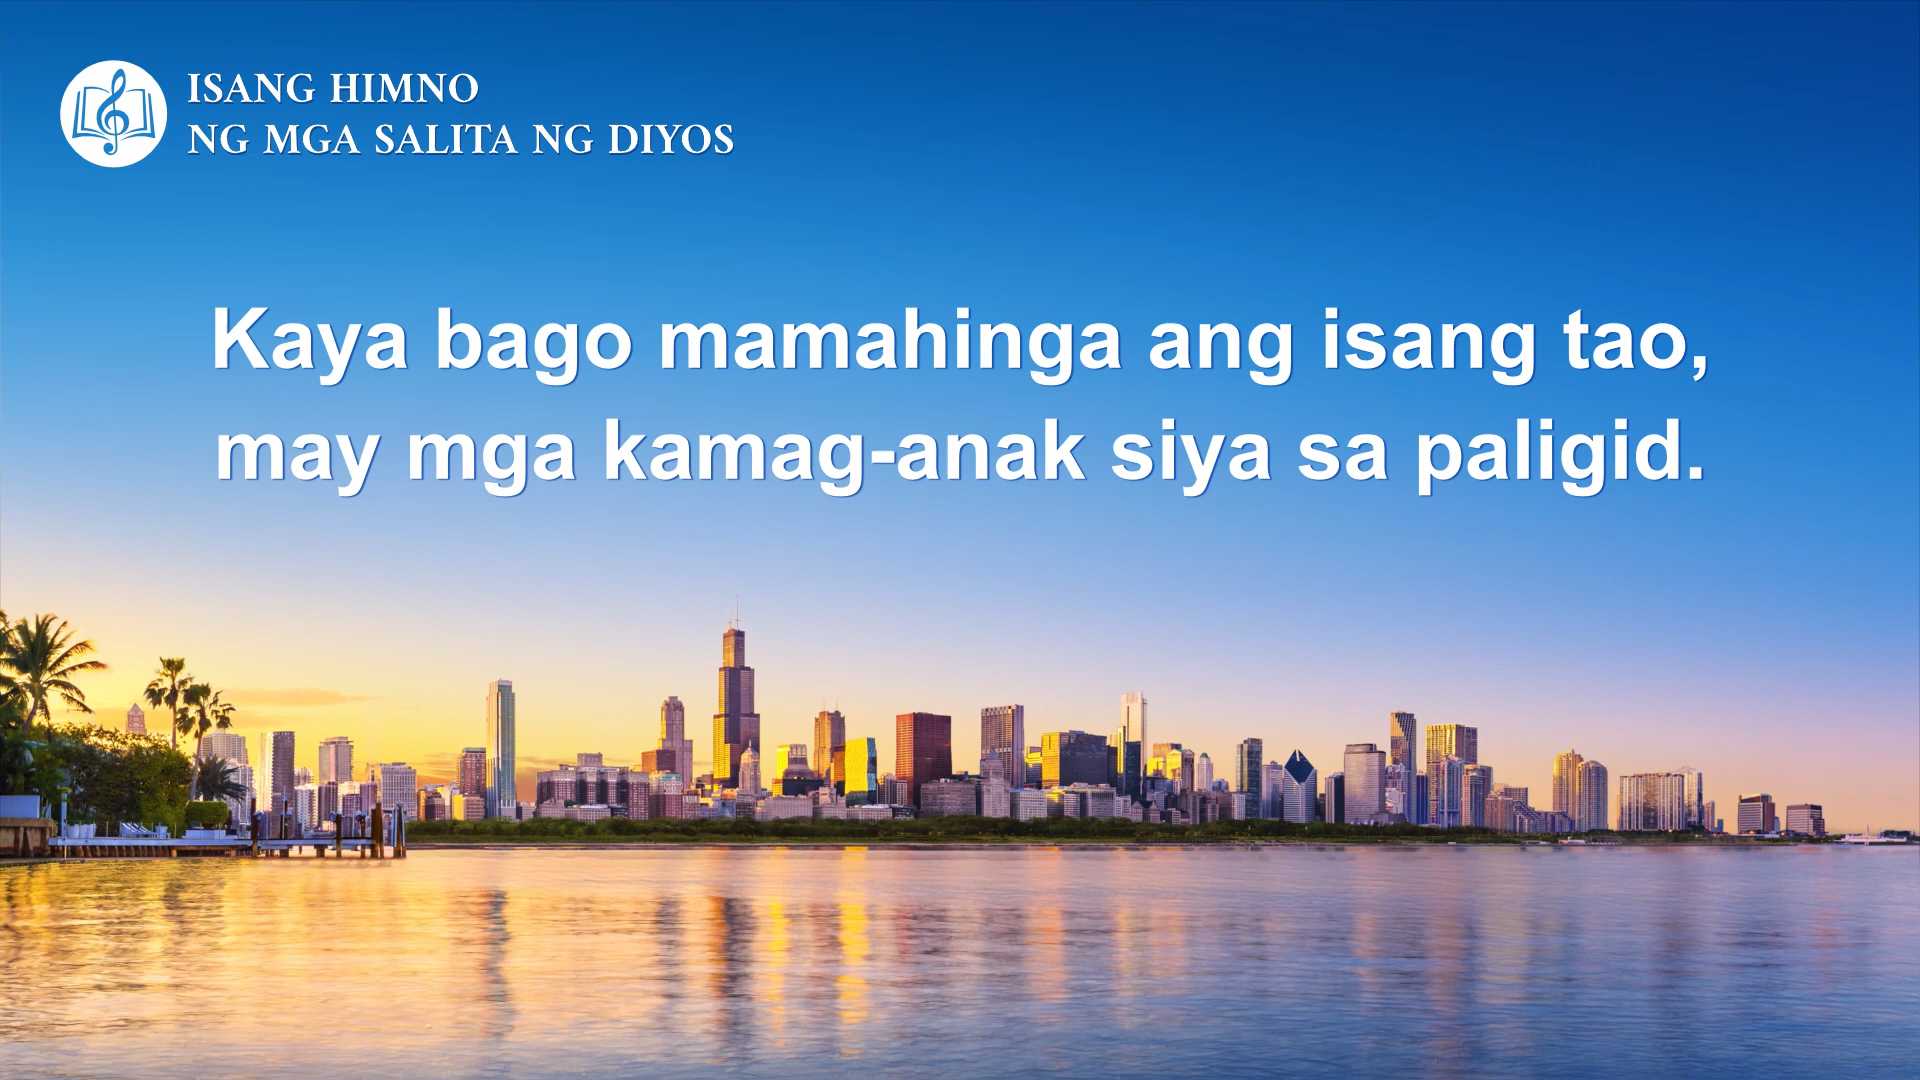 ISANG HIMNO
NG MGA SALITA NG DIYOS
Kaya bago mamahinga ang isang tao,
may mga kamag-anak siya sa paligid.